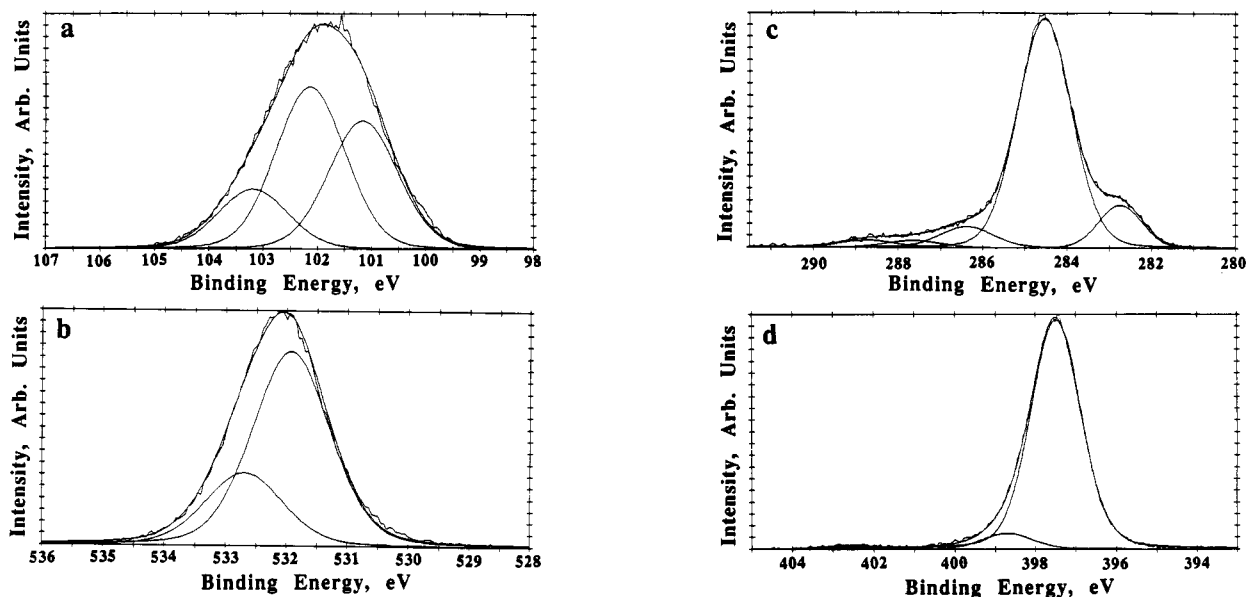 a
Intensity, Arb. Units
107 106 105 104 103 102 101 100 99 98
Binding Energy, eV
b
Intensity, Arb. Units
536 535 534 533 532 531 530 529 528
Binding Energy, eV
c
Intensity, Arb. Units
290 288 286 284 282 280
Binding Energy, eV
d
Intensity, Arb. Units
404 402 400 398 396 394
Binding Energy, eV